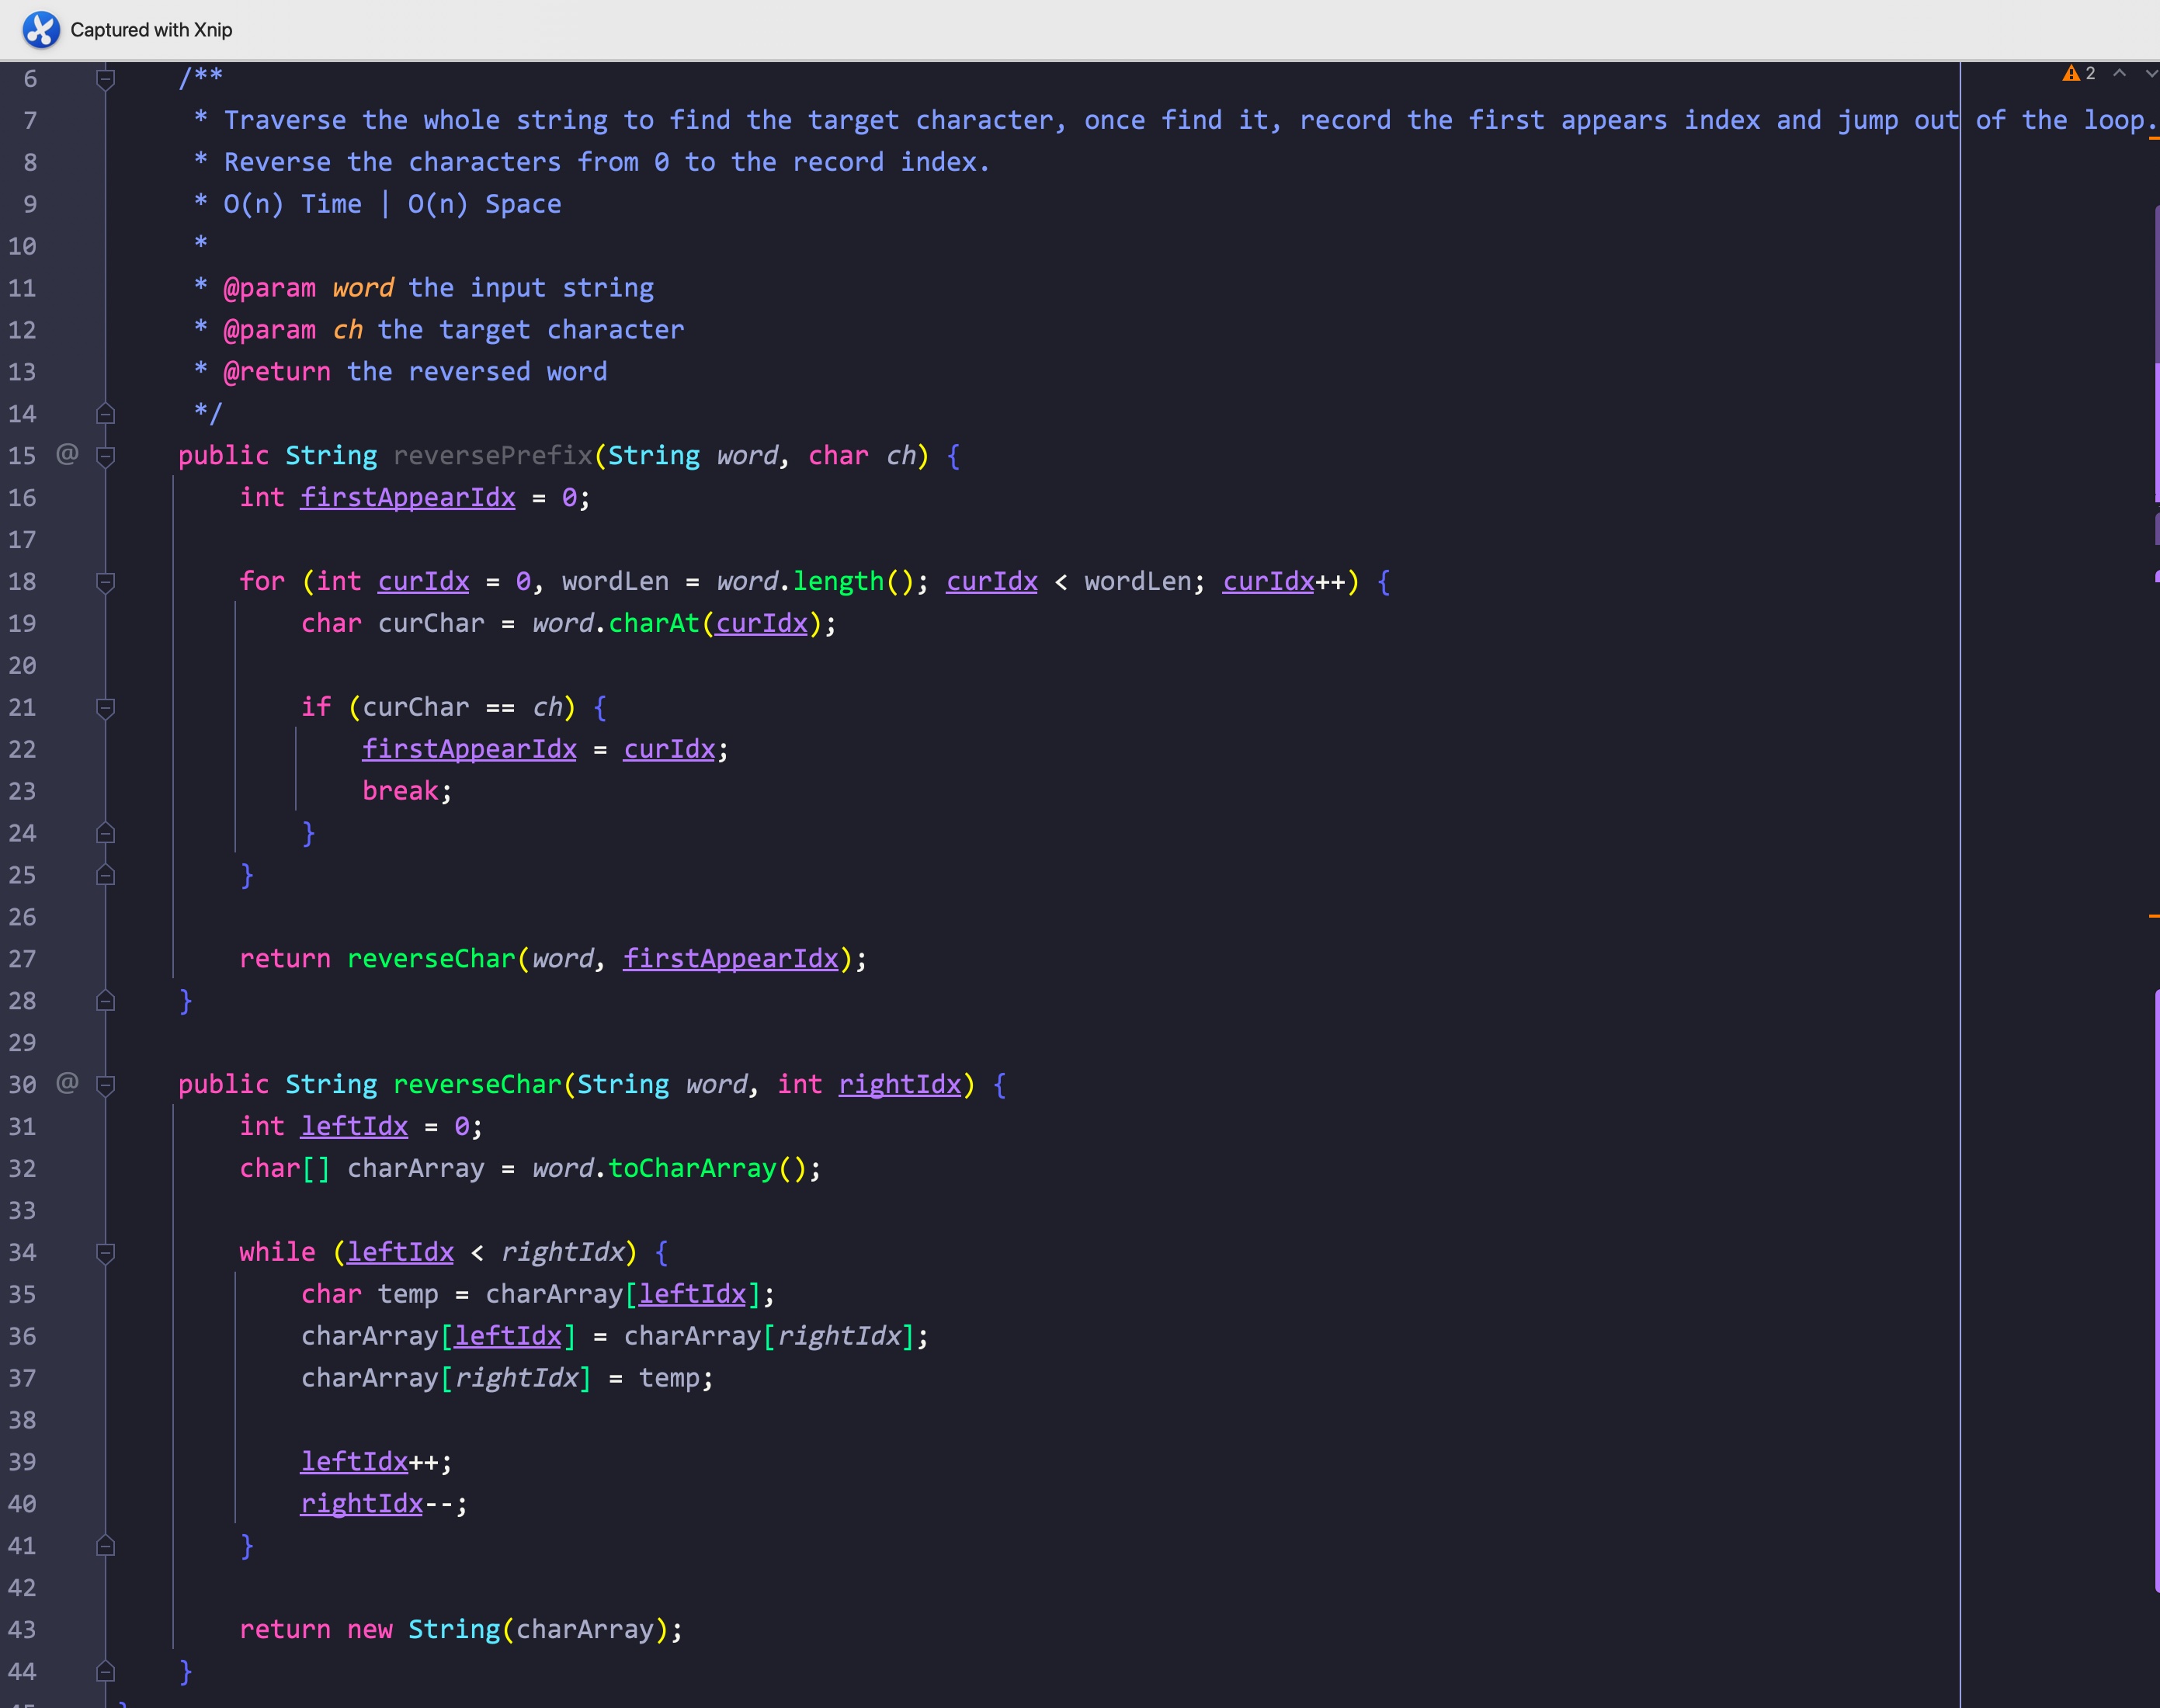 Captured with Xnip
2
6 /**
7 * Traverse the whole string to find the target character, once find it, record the first appears index and jump out of the loop.
8 * Reverse the characters from 0 to the record index.
9 * O(n) Time | O(n) Space
10 *
11 * @param word the input string
12 * @param ch the target character
13 * @return the reversed word
14 */
15 @ public String reversePrefix(String word, char ch) {
16 int firstAppearIdx = 0;
17
18 for (int curIdx = 0, wordLen = word.length(); curIdx < wordLen; curIdx++) {
19 char curChar = word.charAt(curIdx);
20
21 if (curChar == ch) {
22 firstAppearIdx = curIdx;
23 break;
24 }
25 }
26
27 return reverseChar(word, firstAppearIdx);
28 }
29
30 @ public String reverseChar(String word, int rightIdx) {
31 int leftIdx = 0;
32 char[] charArray = word.toCharArray();
33
34 while (leftIdx < rightIdx) {
35 char temp = charArray[leftIdx];
36 charArray[leftIdx] = charArray[rightIdx];
37 charArray[rightIdx] = temp;
38
39 leftIdx++;
40 rightIdx--;
41 }
42
43 return new String(charArray);
44 }